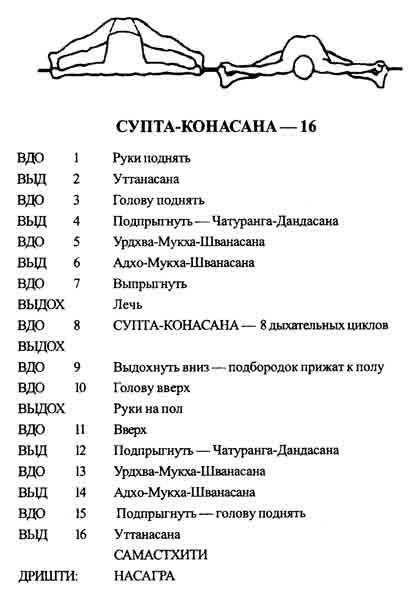 СУПТА-КОНАСАНА — 16
ВДО 1 Руки поднять
ВЫД 2 Уттанасана
ВДО 3 Голову поднять
ВЫД 4 Подпрыгнуть — Чатуранга-Дандасана
ВДО 5 Урдхва-Мукха-Шванасана
ВЫД 6 Адхо-Мукха-Шванасана
ВДО 7 Выпрыгнуть
ВЫДОХ Лечь
ВДО 8 СУПТА-КОНАСАНА — 8 дыхательных циклов
ВЫДОХ
ВДО 9 Выдохнуть вниз — подбородок прижат к полу
ВДО 10 Голову вверх
ВЫДОХ Руки на пол
ВДО 11 Вверх
ВЫД 12 Подпрыгнуть — Чатуранга-Дандасана
ВДО 13 Урдхва-Мукха-Шванасана
ВЫД 14 Адхо-Мукха-Шванасана
ВДО 15 Подпрыгнуть — голову поднять
ВЫД 16 Уттанасана
САМАСТХИТИ
ДРИШТИ: НАСАГРА